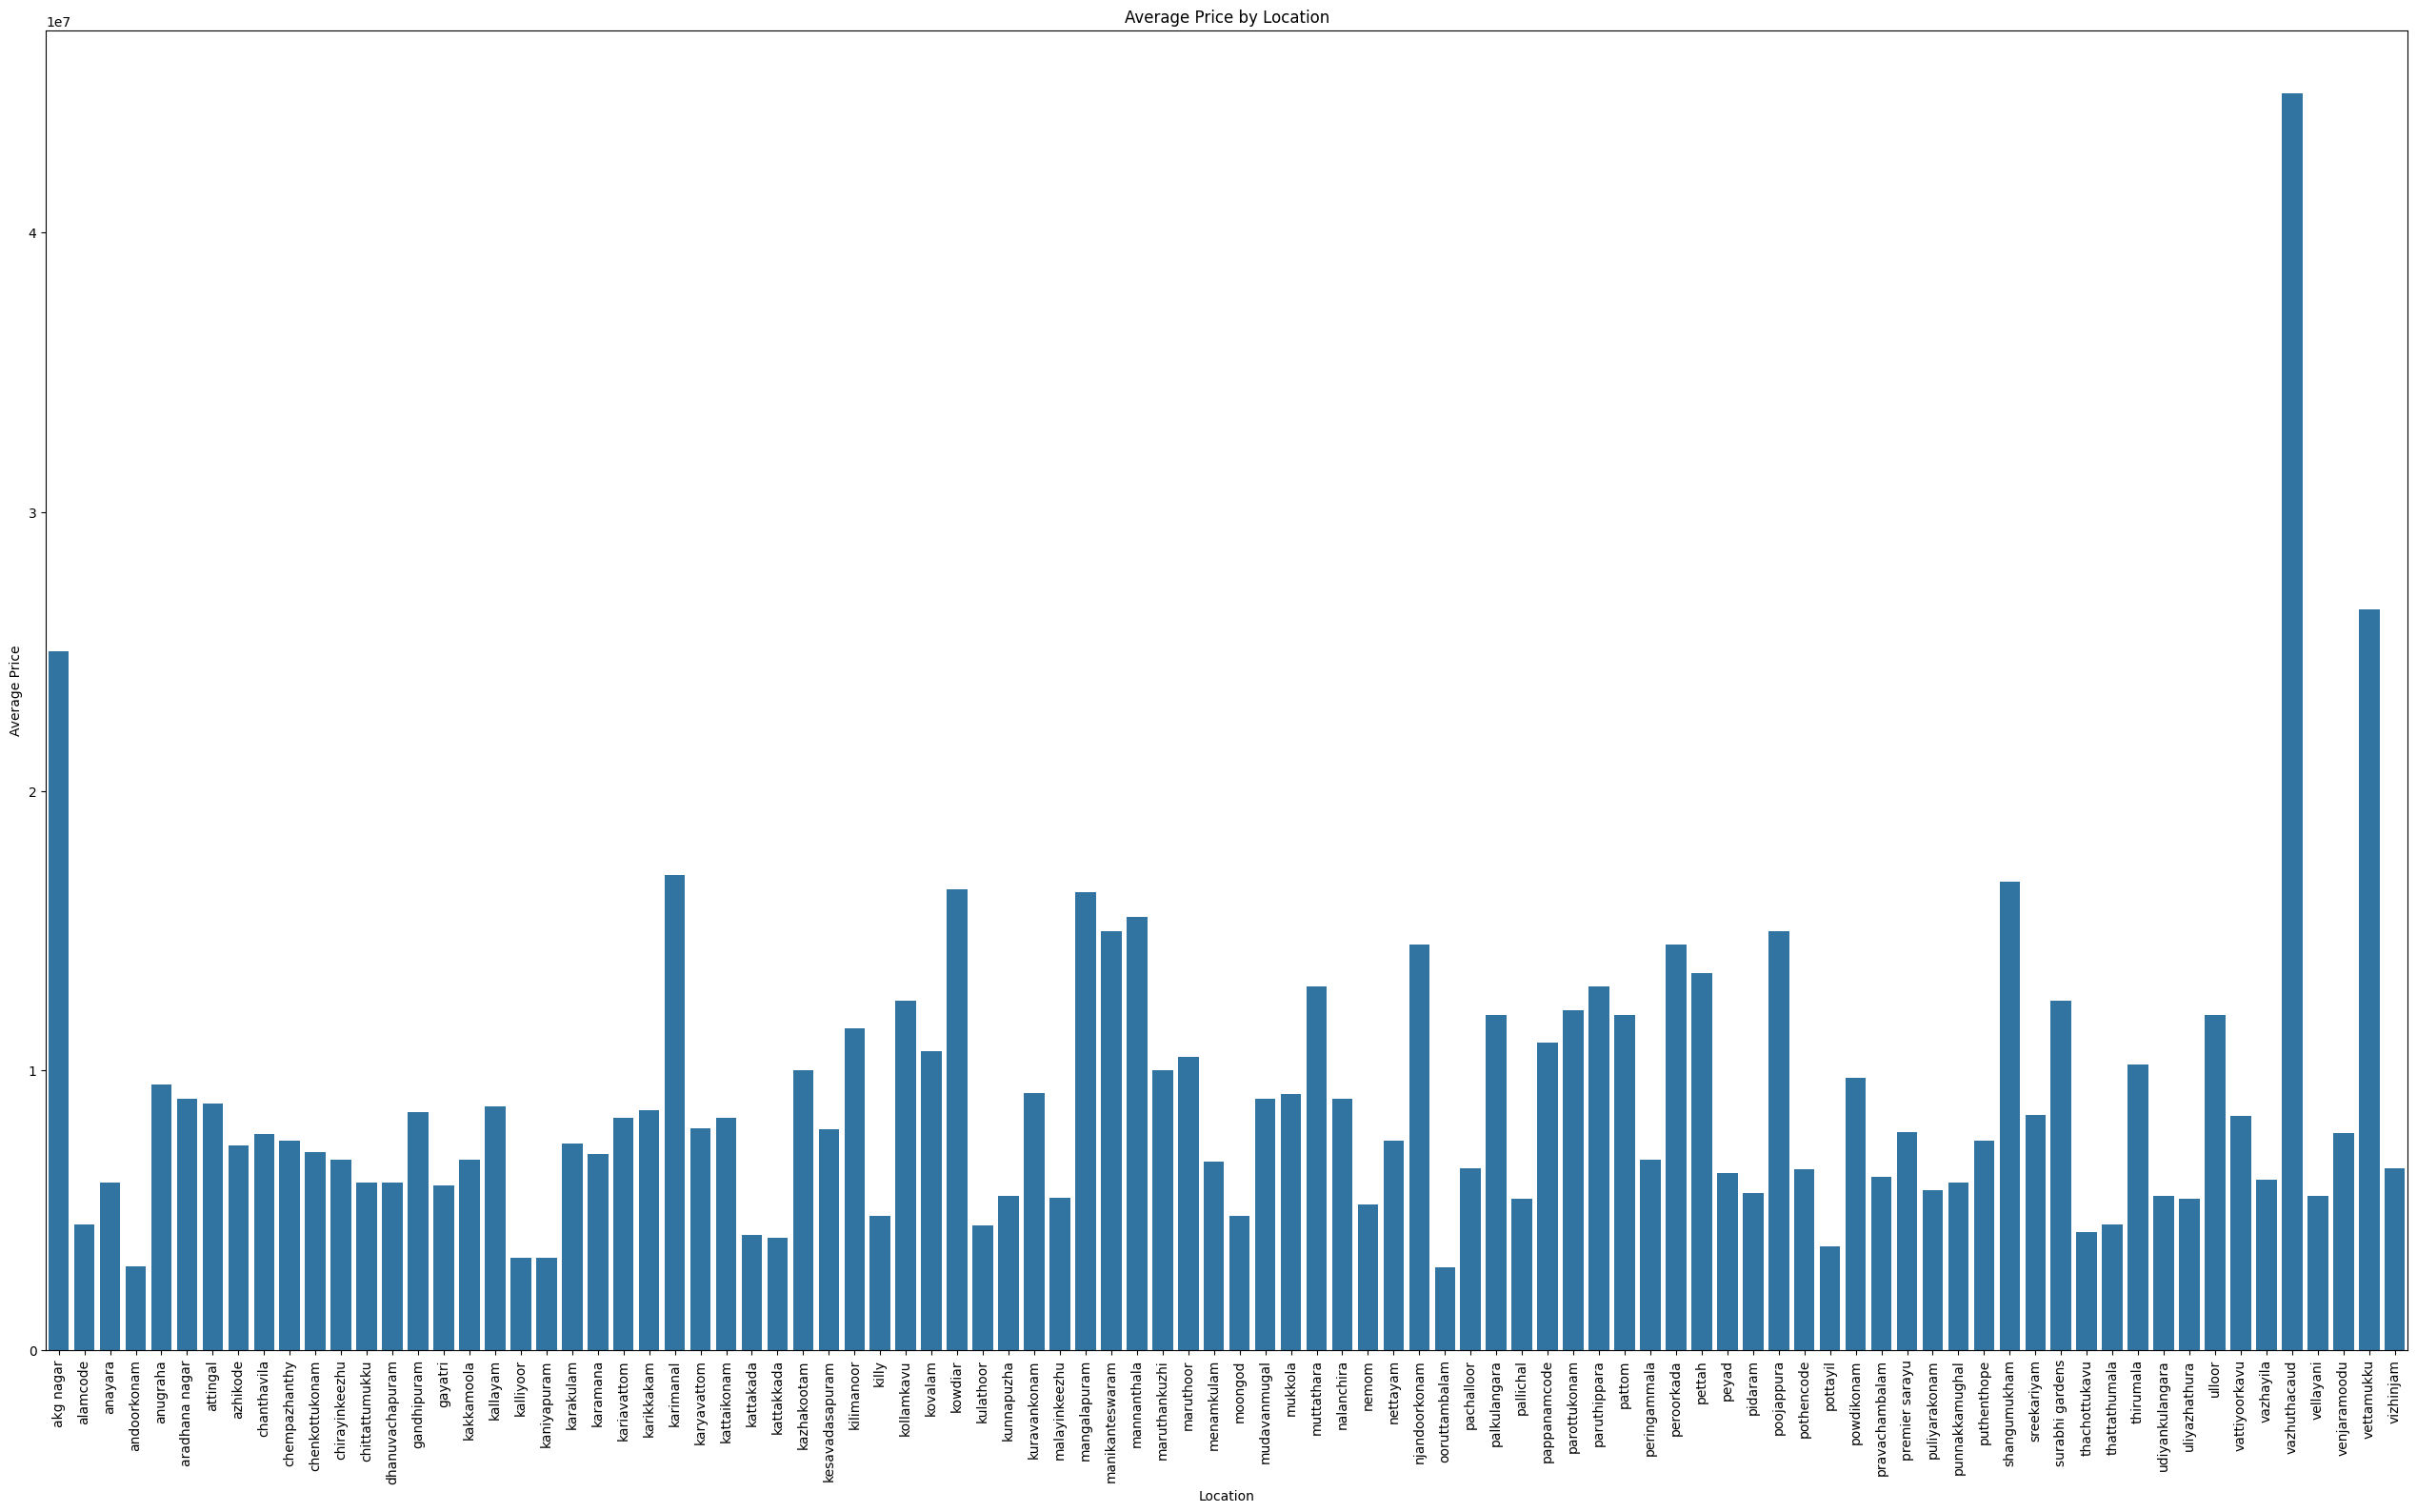 Average Price by Location
1e7
4
3
2
1
0
Average Price
akg nagar
alamcode
anayara
andoorkonam
anugraha
aradhana nagar
attingal
azhikode
chanthavila
chempazhanthy
chenkottukonam
chirayinkeezhu
chittattumukku
dhanuvachapuram
gandhipuram
gayatri
kakkamoola
kallayam
kalliyoor
kaniyapuram
karakulam
karamana
kariavattom
karikkakam
karimanal
karyavattom
kattaikonam
kattakada
kattakkada
kazhakootam
kesavadasapuram
kilimanoor
killy
kollamkavu
kovalam
kowdiar
kulathoor
kunnapuzha
kuravankonam
malayinkeezhu
mangalapuram
manikanteswaram
mannanthala
maruthankuzhi
maruthoor
menamkulam
moongod
mudavanmugal
mukkola
muttathara
nalanchira
nemom
nettayam
njandoorkonam
ooruttambalam
pachalloor
palkulangara
pallichal
pappanamcode
parottukonam
paruthippara
pattom
peringammala
peroorkada
pettah
peyad
pidaram
poojappura
pothencode
pottayil
powdikonam
pravachambalam
premier sarayu
puliyarakonam
punnakkamughal
puthenthope
shangumukham
sreekariyam
surabhi gardens
thachottukavu
thattathumala
thirumala
udiyankulangara
uliyazhathura
ulloor
vattiyoorkavu
vazhayila
vazhuthacaud
vellayani
venjaramoodu
vettamukku
vizhinjam
Location